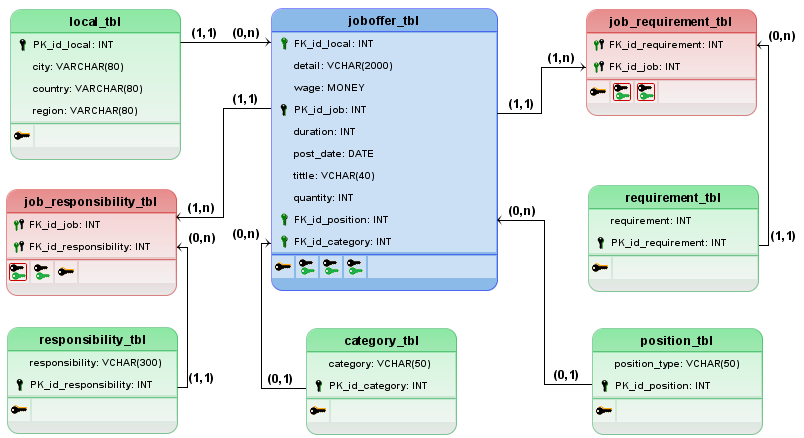 local_tbl
PK_id_local: INT
city: VARCHAR(80)
country: VARCHAR(80)
region: VARCHAR(80)
(1,1)
(0,n)
joboffer_tbl
FK_id_local: INT
detail: VCHAR(2000)
wage: MONEY
PK_id_job: INT
duration: INT
post_date: DATE
tittle: VCHAR(40)
quantity: INT
FK_id_position: INT
FK_id_category: INT
(1,1)
(1,n)
job_requirement_tbl
FK_id_requirement: INT
FK_id_job: INT
(0,n)
(1,1)
job_responsibility_tbl
FK_id_job: INT
FK_id_responsibility: INT
(1,n)
(0,n)
(0,n)
(0,n)
requirement_tbl
requirement: INT
PK_id_requirement: INT
(1,1)
responsibility_tbl
responsibility: VCHAR(300)
PK_id_responsibility: INT
(1,1)
category_tbl
category: VCHAR(50)
PK_id_category: INT
(0,1)
position_tbl
position_type: VCHAR(50)
PK_id_position: INT
(0,1)